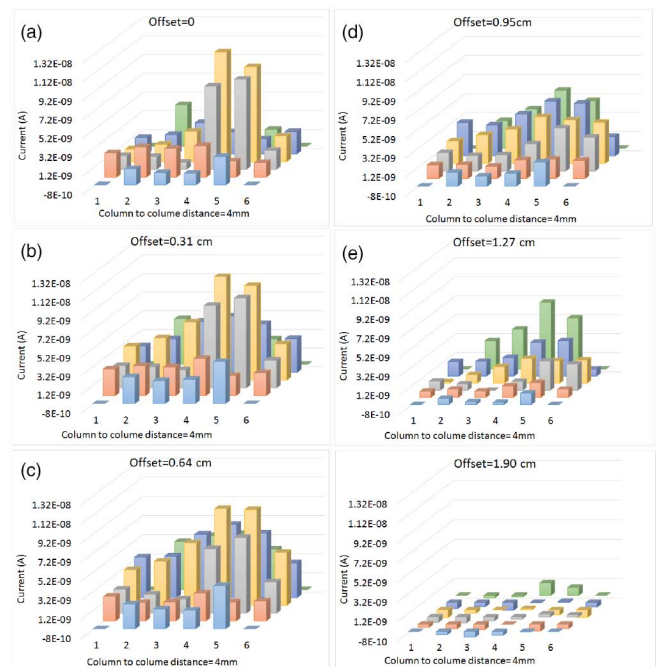 (a)
Offset=0
Current (A)
1.32E-08
1.12E-08
9.2E-09
7.2E-09
5.2E-09
3.2E-09
1.2E-09
-8E-10
1 2 3 4 5 6
Column to colume distance= 4mm
(d)
Offset=0.95cm
Current (A)
1.32E-08
1.12E-08
9.2E-09
7.2E-09
5.2E-09
3.2E-09
1.2E-09
-8E-10
1 2 3 4 5 6
Column to colume distance= 4mm
(b)
Offset=0.31 cm
Current (A)
1.32E-08
1.12E-08
9.2E-09
7.2E-09
5.2E-09
3.2E-09
1.2E-09
-8E-10
1 2 3 4 5 6
Column to colume distance= 4mm
(e)
Offset=1.27 cm
Current (A)
1.32E-08
1.12E-08
9.2E-09
7.2E-09
5.2E-09
3.2E-09
1.2E-09
-8E-10
1 2 3 4 5 6
Column to colume distance= 4mm
(c)
Offset=0.64 cm
Current (A)
1.32E-08
1.12E-08
9.2E-09
7.2E-09
5.2E-09
3.2E-09
1.2E-09
-8E-10
1 2 3 4 5 6
Column to colume distance= 4mm
Offset=1.90 cm
Current (A)
1.32E-08
1.12E-08
9.2E-09
7.2E-09
5.2E-09
3.2E-09
1.2E-09
-8E-10
1 2 3 4 5 6
Column to colume distance= 4mm